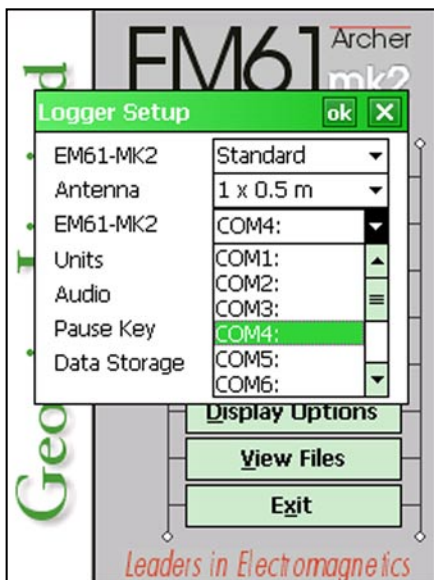 EM61 Archer
mk2
Logger Setup ok X
EM61-MK2 Standard
Antenna 1 x 0.5 m
EM61-MK2 COM4:
Units
Audio
Pause Key
Data Storage
COM1:
COM2:
COM3:
COM4:
COM5:
COM6:
Display Options
View Files
Exit
Leaders in Electromagnetics